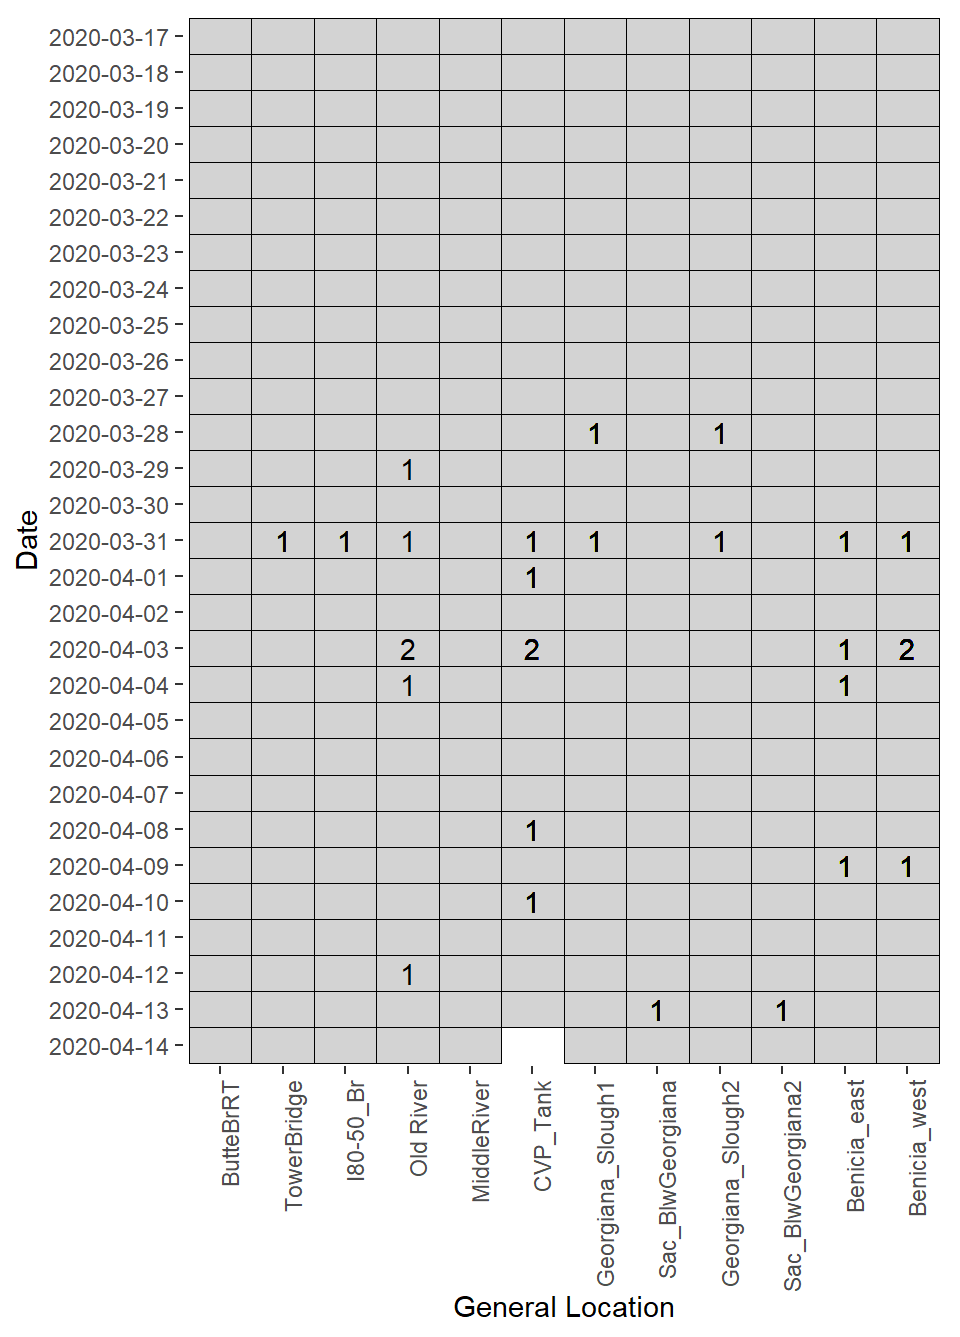 2020-03-17
2020-03-18
2020-03-19
2020-03-20
2020-03-21
2020-03-22
2020-03-23
2020-03-24
2020-03-25
2020-03-26
2020-03-27
2020-03-28 1 1
2020-03-29 1
2020-03-30
2020-03-31 1 1 1 1 1 1 1 1
2020-04-01 1
2020-04-02
2020-04-03 2 2 1 2
2020-04-04 1 1
2020-04-05
2020-04-06
2020-04-07
2020-04-08 1
2020-04-09 1 1
2020-04-10 1
2020-04-11
2020-04-12 1
2020-04-13 1 1
2020-04-14
Date
ButteBrRT
TowerBridge
I80-50_Br
Old River
MiddleRiver
CVP_Tank
Georgiana_Slough1
Sac_BlwGeorgiana
Georgiana_Slough2
Sac_BlwGeorgiana2
Benicia_east
Benicia_west
General Location